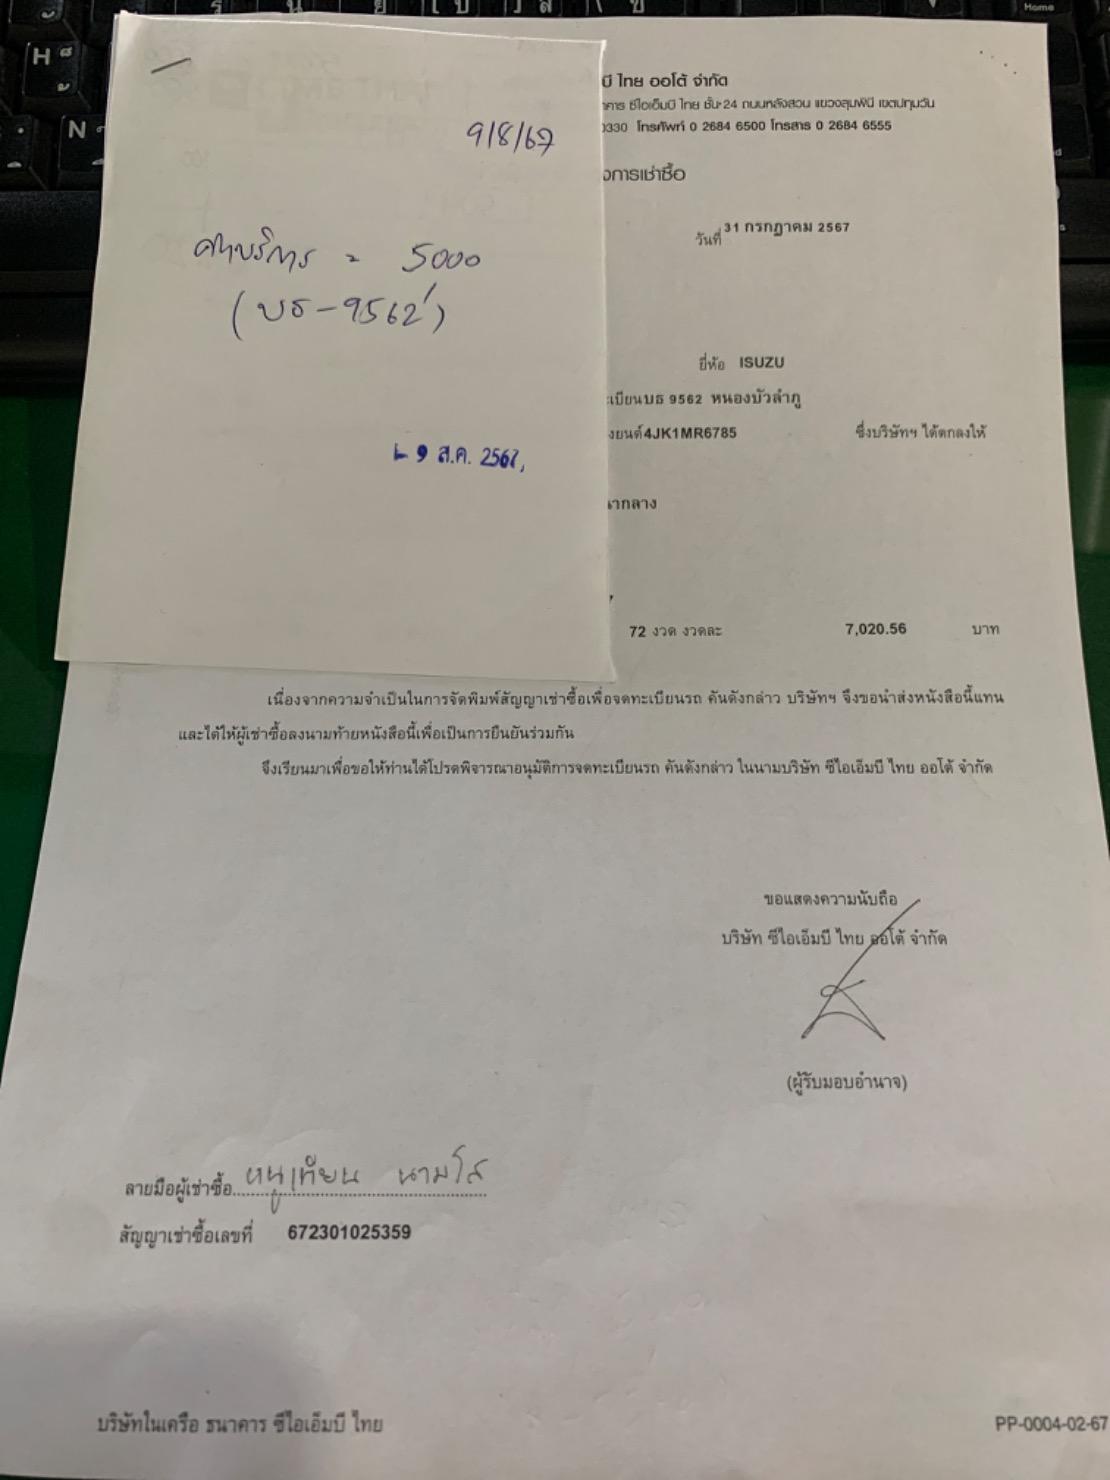 9/8/67
ค่าบริการ = 5000
(บธ-9562)
- 9 ส.ค. 2567
บี ไทย ออโต้ จำกัด
ซีไอเอ็มบี ไทย ชั้น 24 ถนนหลังสวน แขวงลุมพินี เขตปทุมวัน
0330 โทรศัพท์ 0 2684 6500 โทรสาร 0 2684 6555
การเช่าซื้อ
วันที่ 31 กรกฎาคม 2567
ยี่ห้อ ISUZU
ะเบียนบธ 9562 หนองบัวลำภู
งยนต์4JK1MR6785 ซึ่งบริษัทฯ ได้ตกลงให้
นากลาง
72 งวด งวดละ 7,020.56 บาท
เนื่องจากความจำเป็นในการจัดพิมพ์สัญญาเช่าซื้อเพื่อจดทะเบียนรถ คันดังกล่าว บริษัทฯ จึงขอนำส่งหนังสือนี้แทน
และได้ให้ผู้เช่าซื้อลงนามท้ายหนังสือนี้เพื่อเป็นการยืนยันร่วมกัน
จึงเรียนมาเพื่อขอให้ท่านได้โปรดพิจารณาอนุมัติการจดทะเบียนรถ คันดังกล่าว ในนามบริษัท ซีไอเอ็มบี ไทย ออโต้ จำกัด
ขอแสดงความนับถือ
บริษัท ซีไอเอ็มบี ไทย ออโต้ จำกัด
(ผู้รับมอบอำนาจ)
ลายมือผู้เช่าซื้อ หนูเทียน นามโส
สัญญาเช่าซื้อเลขที่ 672301025359
บริษัทในเครือ ธนาคาร ซีไอเอ็มบี ไทย
PP-0004-02-67